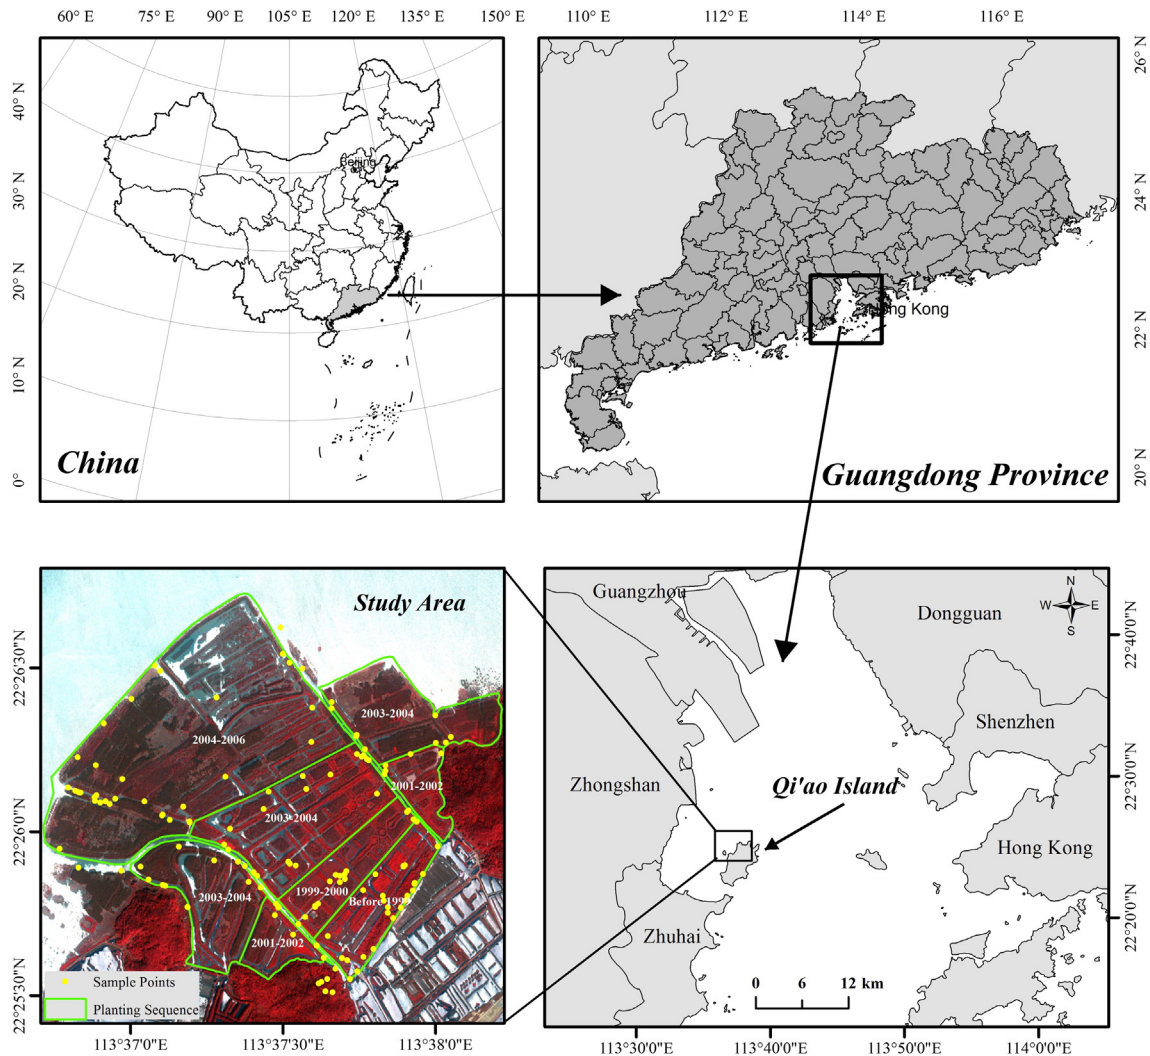 60° E 75° E 90° E 105° E 120° E 135° E 150° E
110° E 112° E 114° E 116° E
40° N
30° N
20° N
10° N
0°
Beijing
China
26° N
24° N
22° N
20° N
Hong Kong
Guangdong Province
Study Area
2003-2004
2004-2006
2001-2002
2003-2004
1999-2000
2003-2004
Before 1999
2001-2002
Sample Points
Planting Sequence
22°26'30"N
22°26'0"N
22°25'30"N
113°37'0"E 113°37'30"E 113°38'0"E
Guangzhou
Dongguan
N
W E
S
Shenzhen
Zhongshan
Qi'ao Island
Hong Kong
Zhuhai
0 6 12 km
22°40'0"N
22°30'0"N
22°20'0"N
113°30'0"E 113°40'0"E 113°50'0"E 114°0'0"E